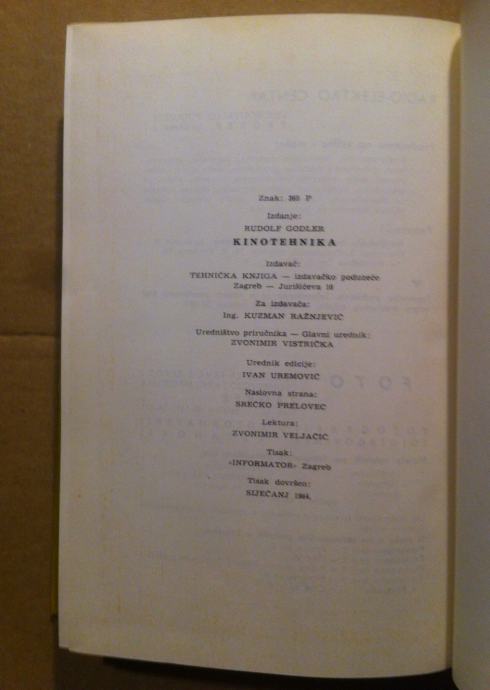 Znak: 363 P
Izdanje:
RUDOLF GODLER
KINOTEHNIKA
Izdavač:
TEHNIČKA KNJIGA — izdavačko poduzeće
Zagreb — Jurišićeva 10
Za izdavača:
Ing. KUZMAN RAŽNJEVIĆ
Uredništvo priručnika — Glavni urednik:
ZVONIMIR VISTRIČKA
Urednik edicije:
IVAN UREMOVIĆ
Naslovna strana:
SREĆKO PRELOVEC
Lektura:
ZVONIMIR VELJAČIĆ
Tisak:
»INFORMATOR« Zagreb
Tisak dovršen:
SIJEČANJ 1964.